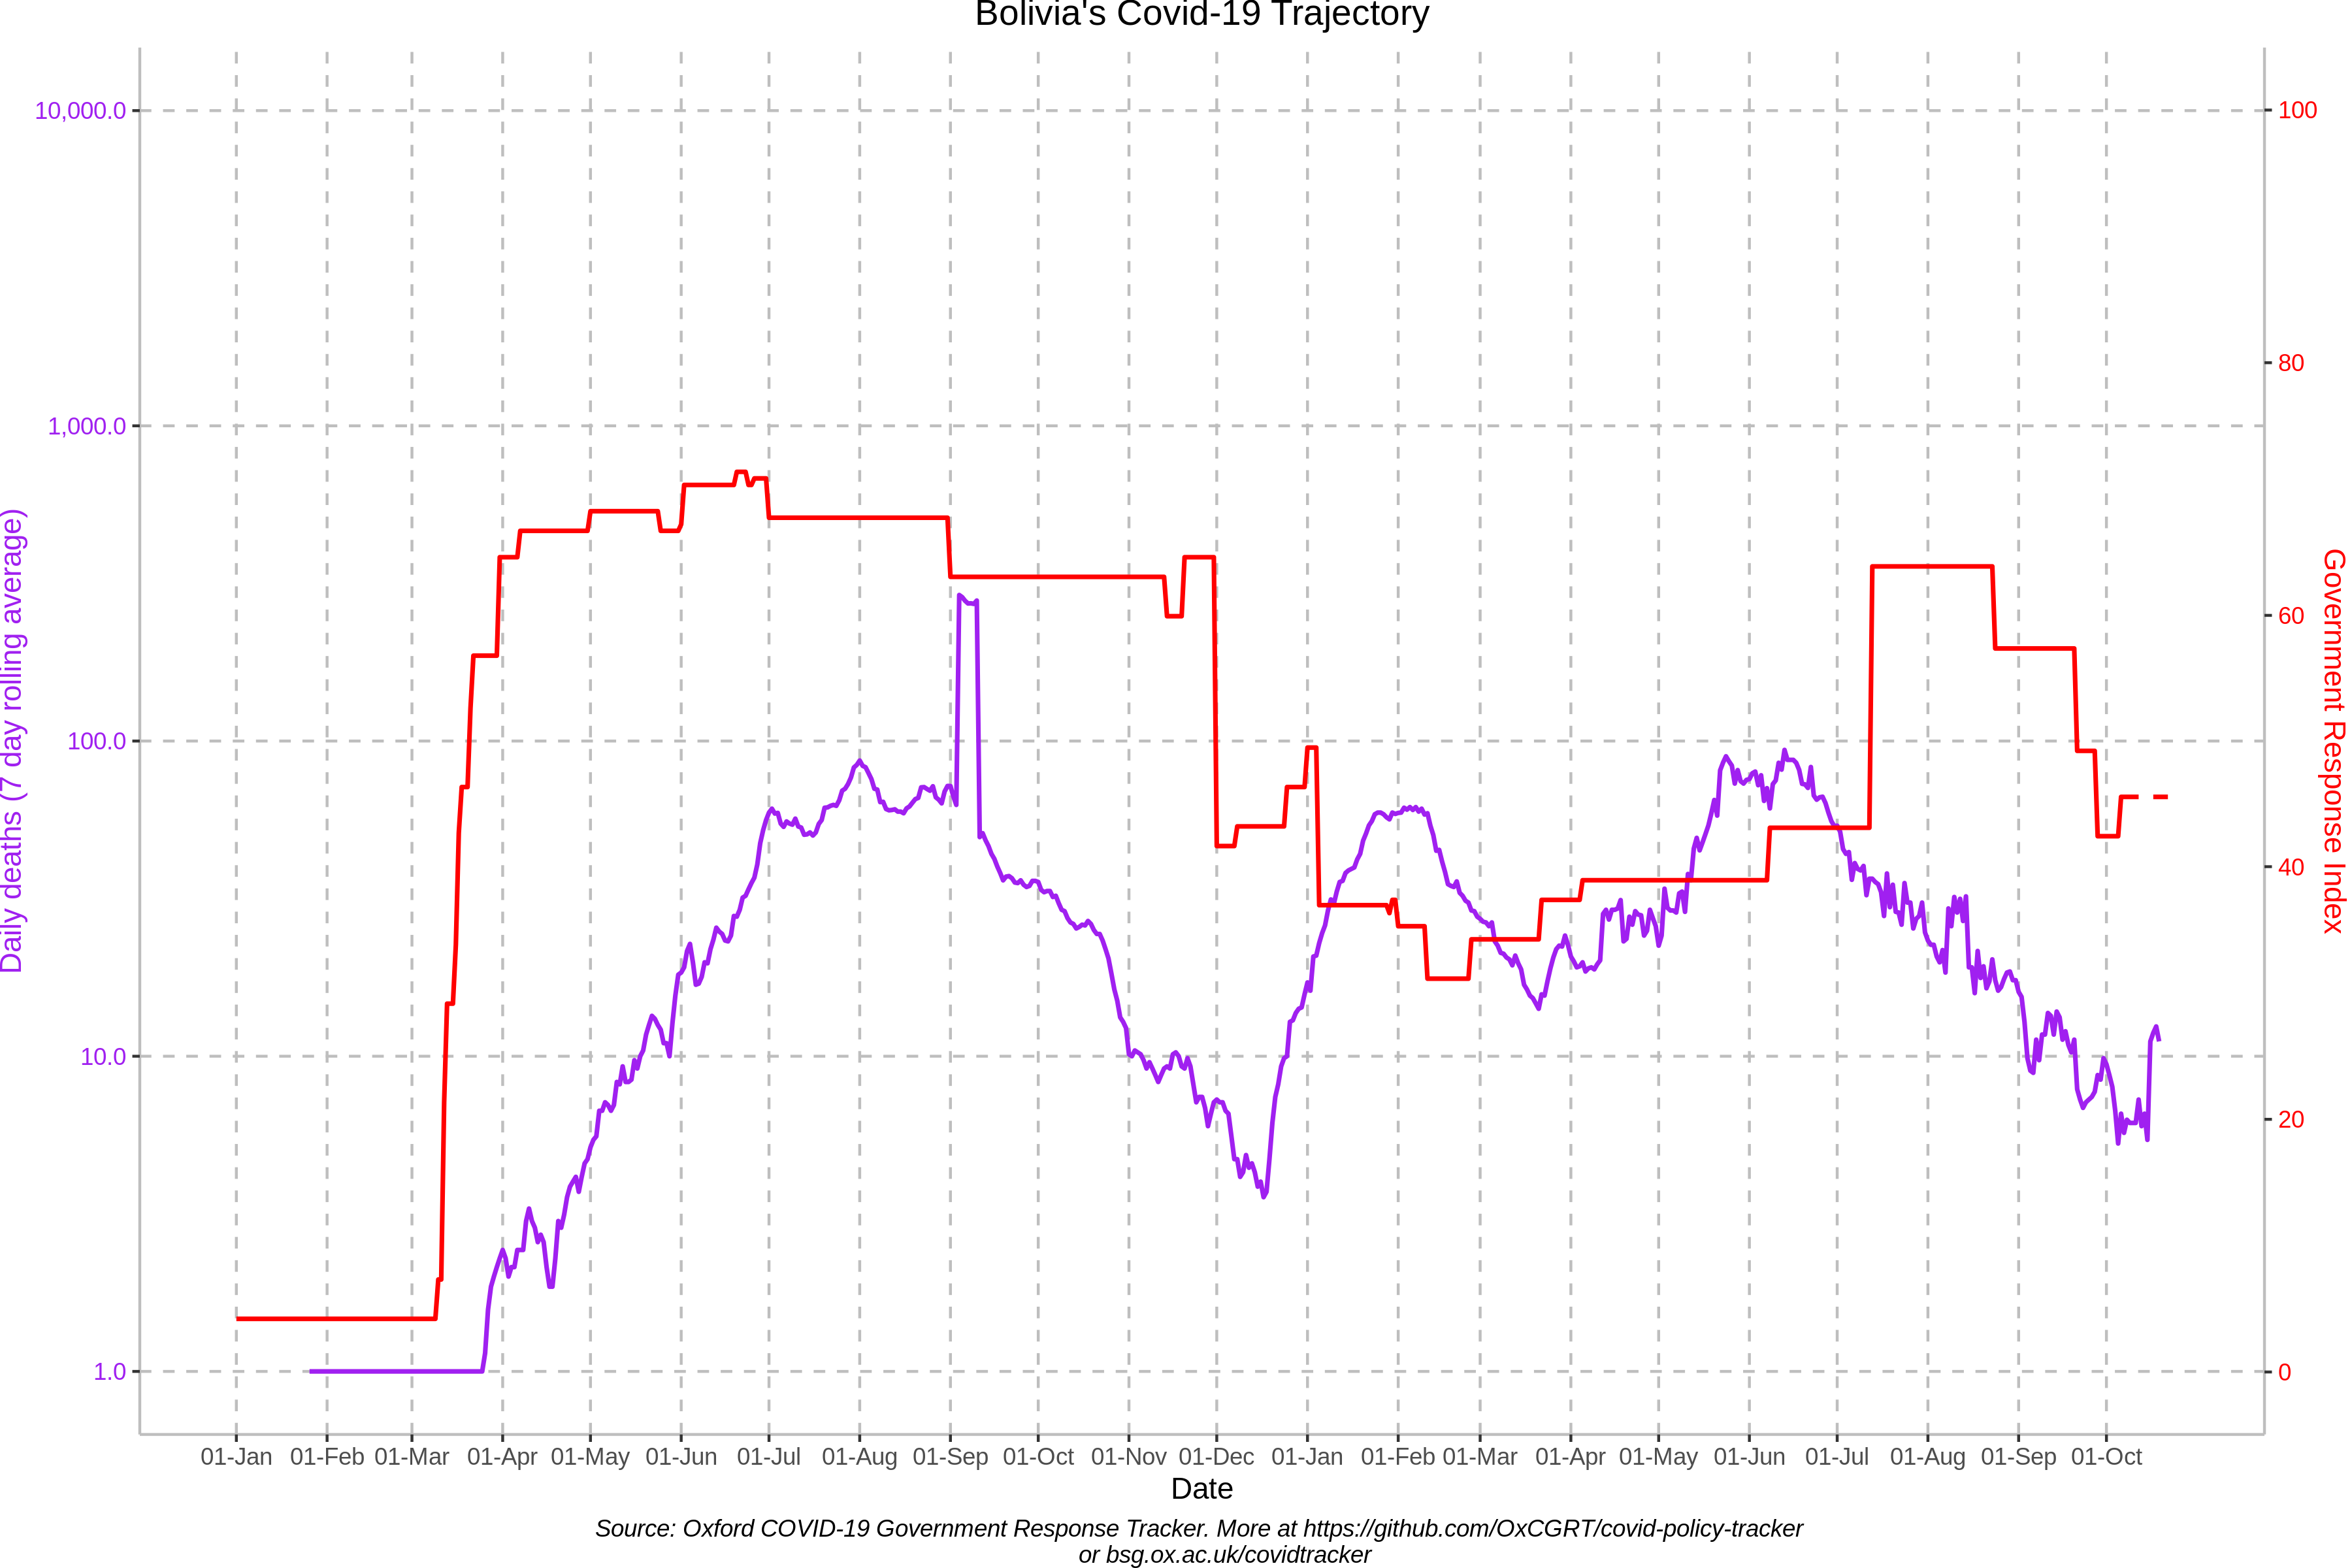 Bolivia's Covid-19 Trajectory
10,000.0
1,000.0
100.0
10.0
1.0
Daily deaths (7 day rolling average)
100
80
60
40
20
0
Government Response Index
01-Jan 01-Feb 01-Mar 01-Apr 01-May 01-Jun 01-Jul 01-Aug 01-Sep 01-Oct 01-Nov 01-Dec 01-Jan 01-Feb 01-Mar 01-Apr 01-May 01-Jun 01-Jul 01-Aug 01-Sep 01-Oct
Date
Source: Oxford COVID-19 Government Response Tracker. More at https://github.com/OxCGRT/covid-policy-tracker
or bsg.ox.ac.uk/covidtracker